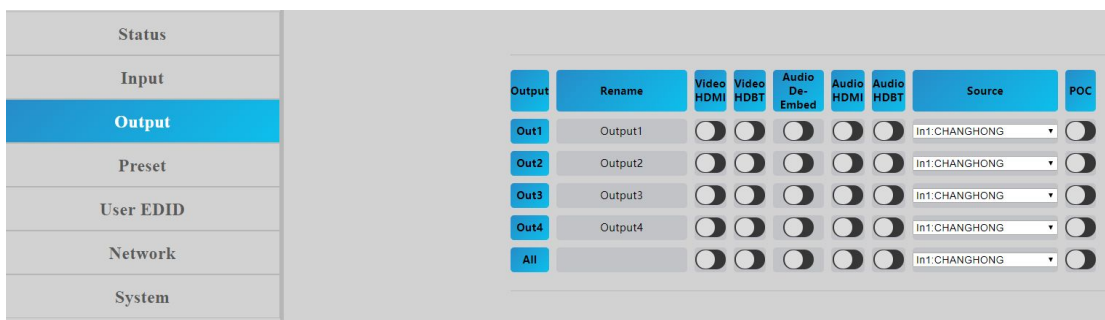 Status
Input
Output
Preset
User EDID
Network
System
Output Rename Video HDMI Video HDBT Audio De-Embed Audio HDMI Audio HDBT Source POC
Out1 Output1 In1:CHANGHONG
Out2 Output2 In1:CHANGHONG
Out3 Output3 In1:CHANGHONG
Out4 Output4 In1:CHANGHONG
All In1:CHANGHONG